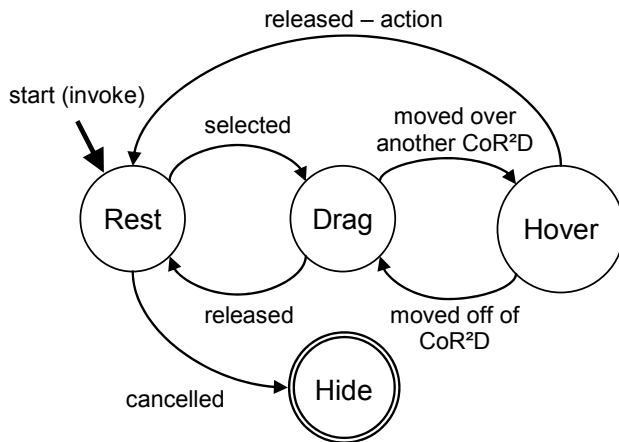 released – action
start (invoke)
selected
moved over
another CoR²D
Rest
Drag
Hover
released
moved off of
CoR²D
cancelled
Hide